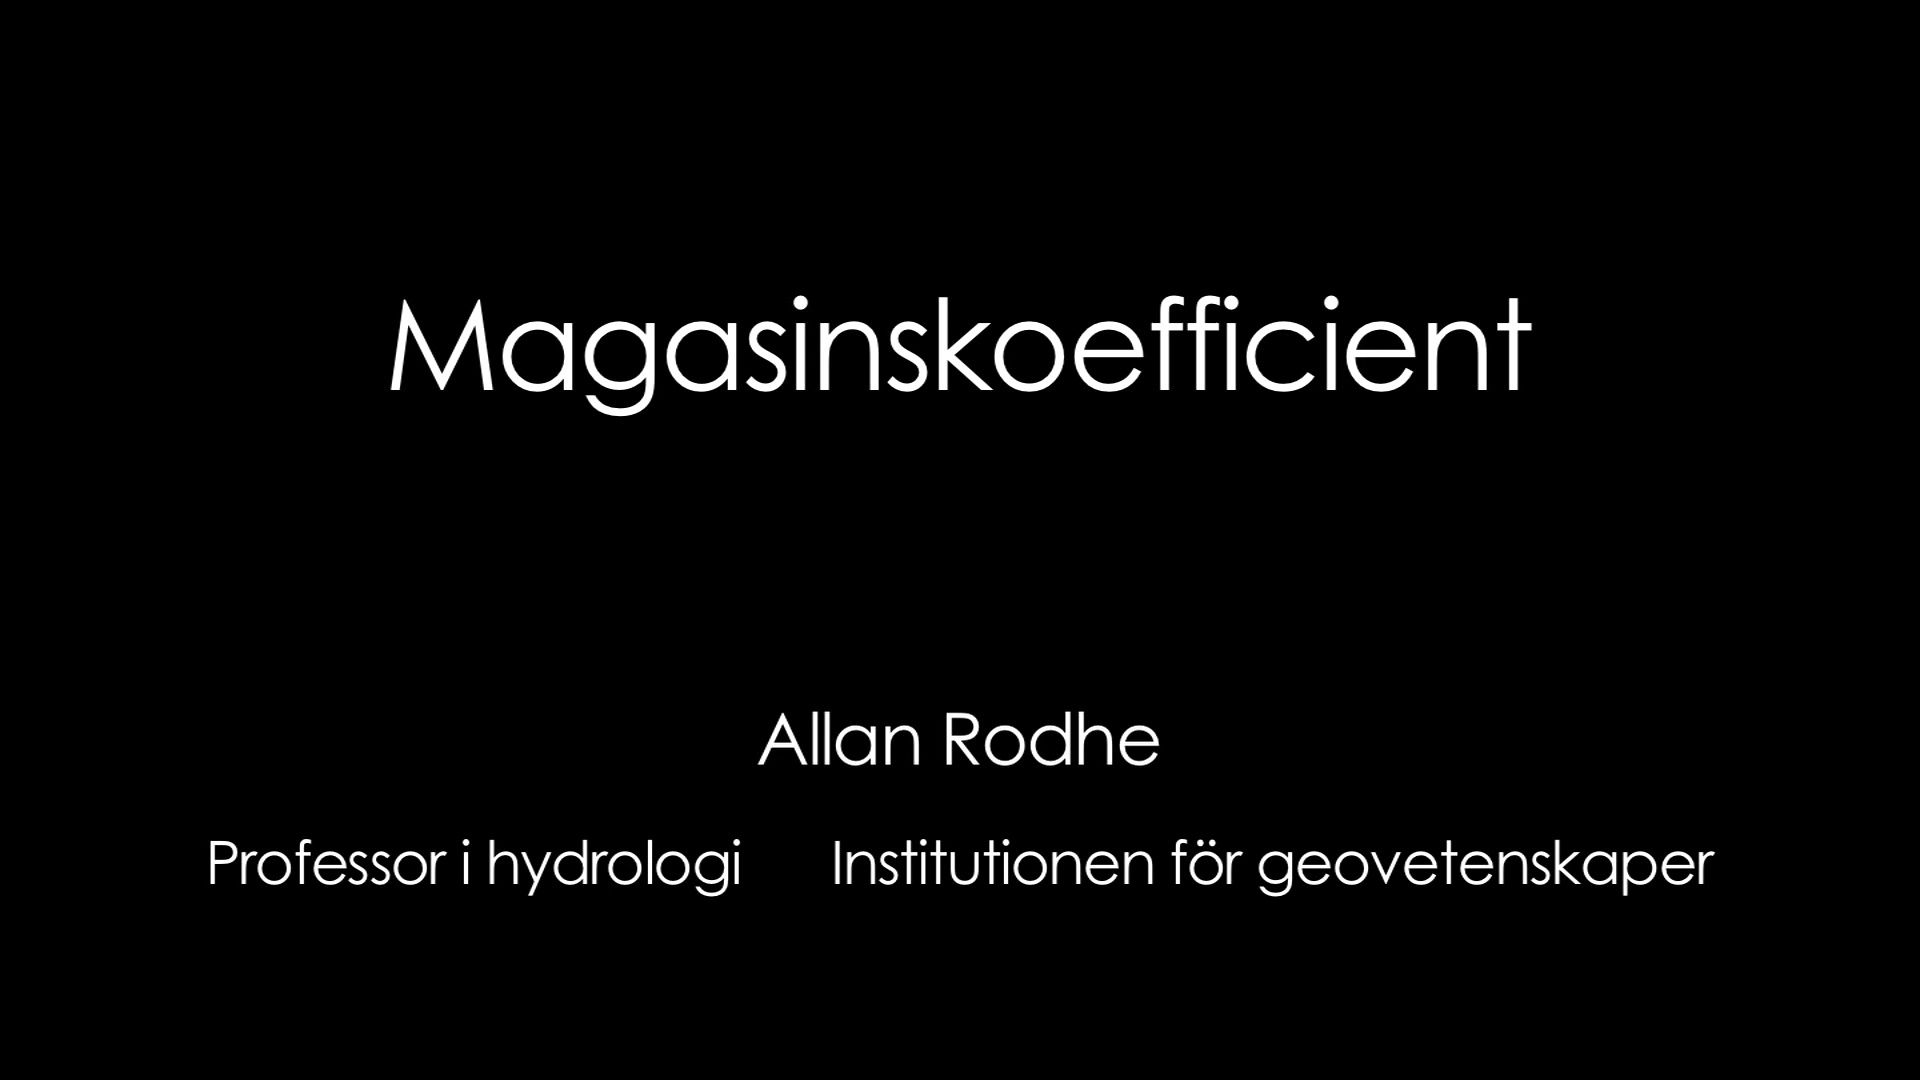 Magasinskoefficient
Allan Rodhe
Professor i hydrologi Institutionen för geovetenskaper